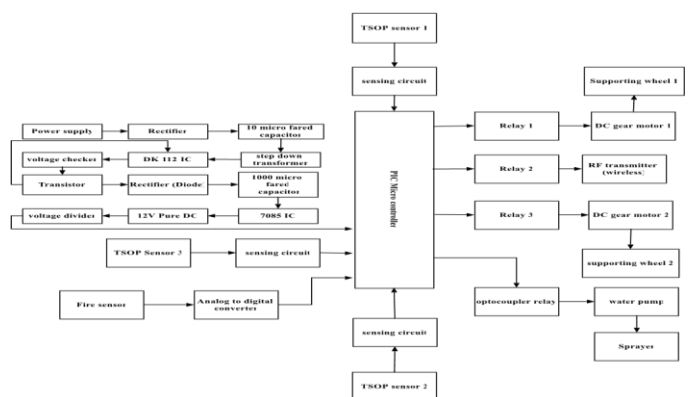 TSOP sensor 1
sensing circuit
Supporting wheel 1
Power supply
Rectifier
10 micro fared
capacitor
Relay 1
DC gear motor 1
voltage checker
DK 112 IC
step down
transformer
Relay 2
RF transmitter
(wireless)
Transistor
Rectifier (Diode
1000 micro
fared
capacitor
PIC Micro controller
voltage divider
12V Pure DC
7085 IC
Relay 3
DC gear motor 2
TSOP Sensor 3
sensing circuit
supporting wheel 2
Fire sensor
Analog to digital
converter
optocoupler relay
water pump
sensing circuit
Sprayer
TSOP sensor 2